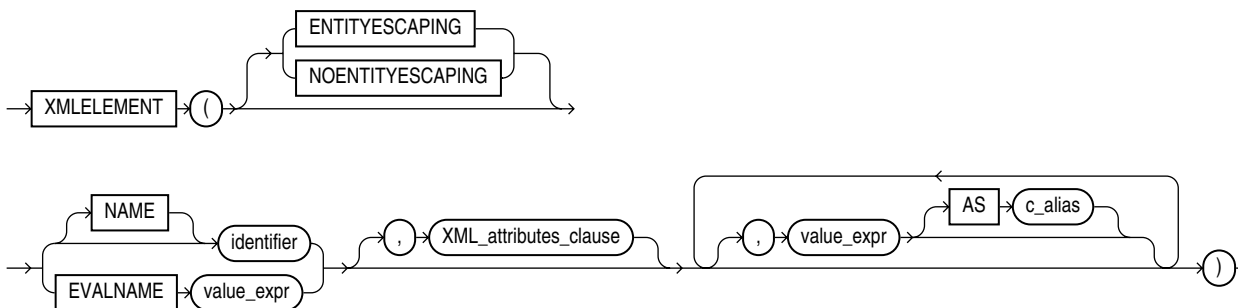 ENTITYESCAPING
NOENTITYESCAPING
XMLELEMENT (
NAME
identifier
EVALNAME value_expr
, XML_attributes_clause
, value_expr
AS c_alias
)